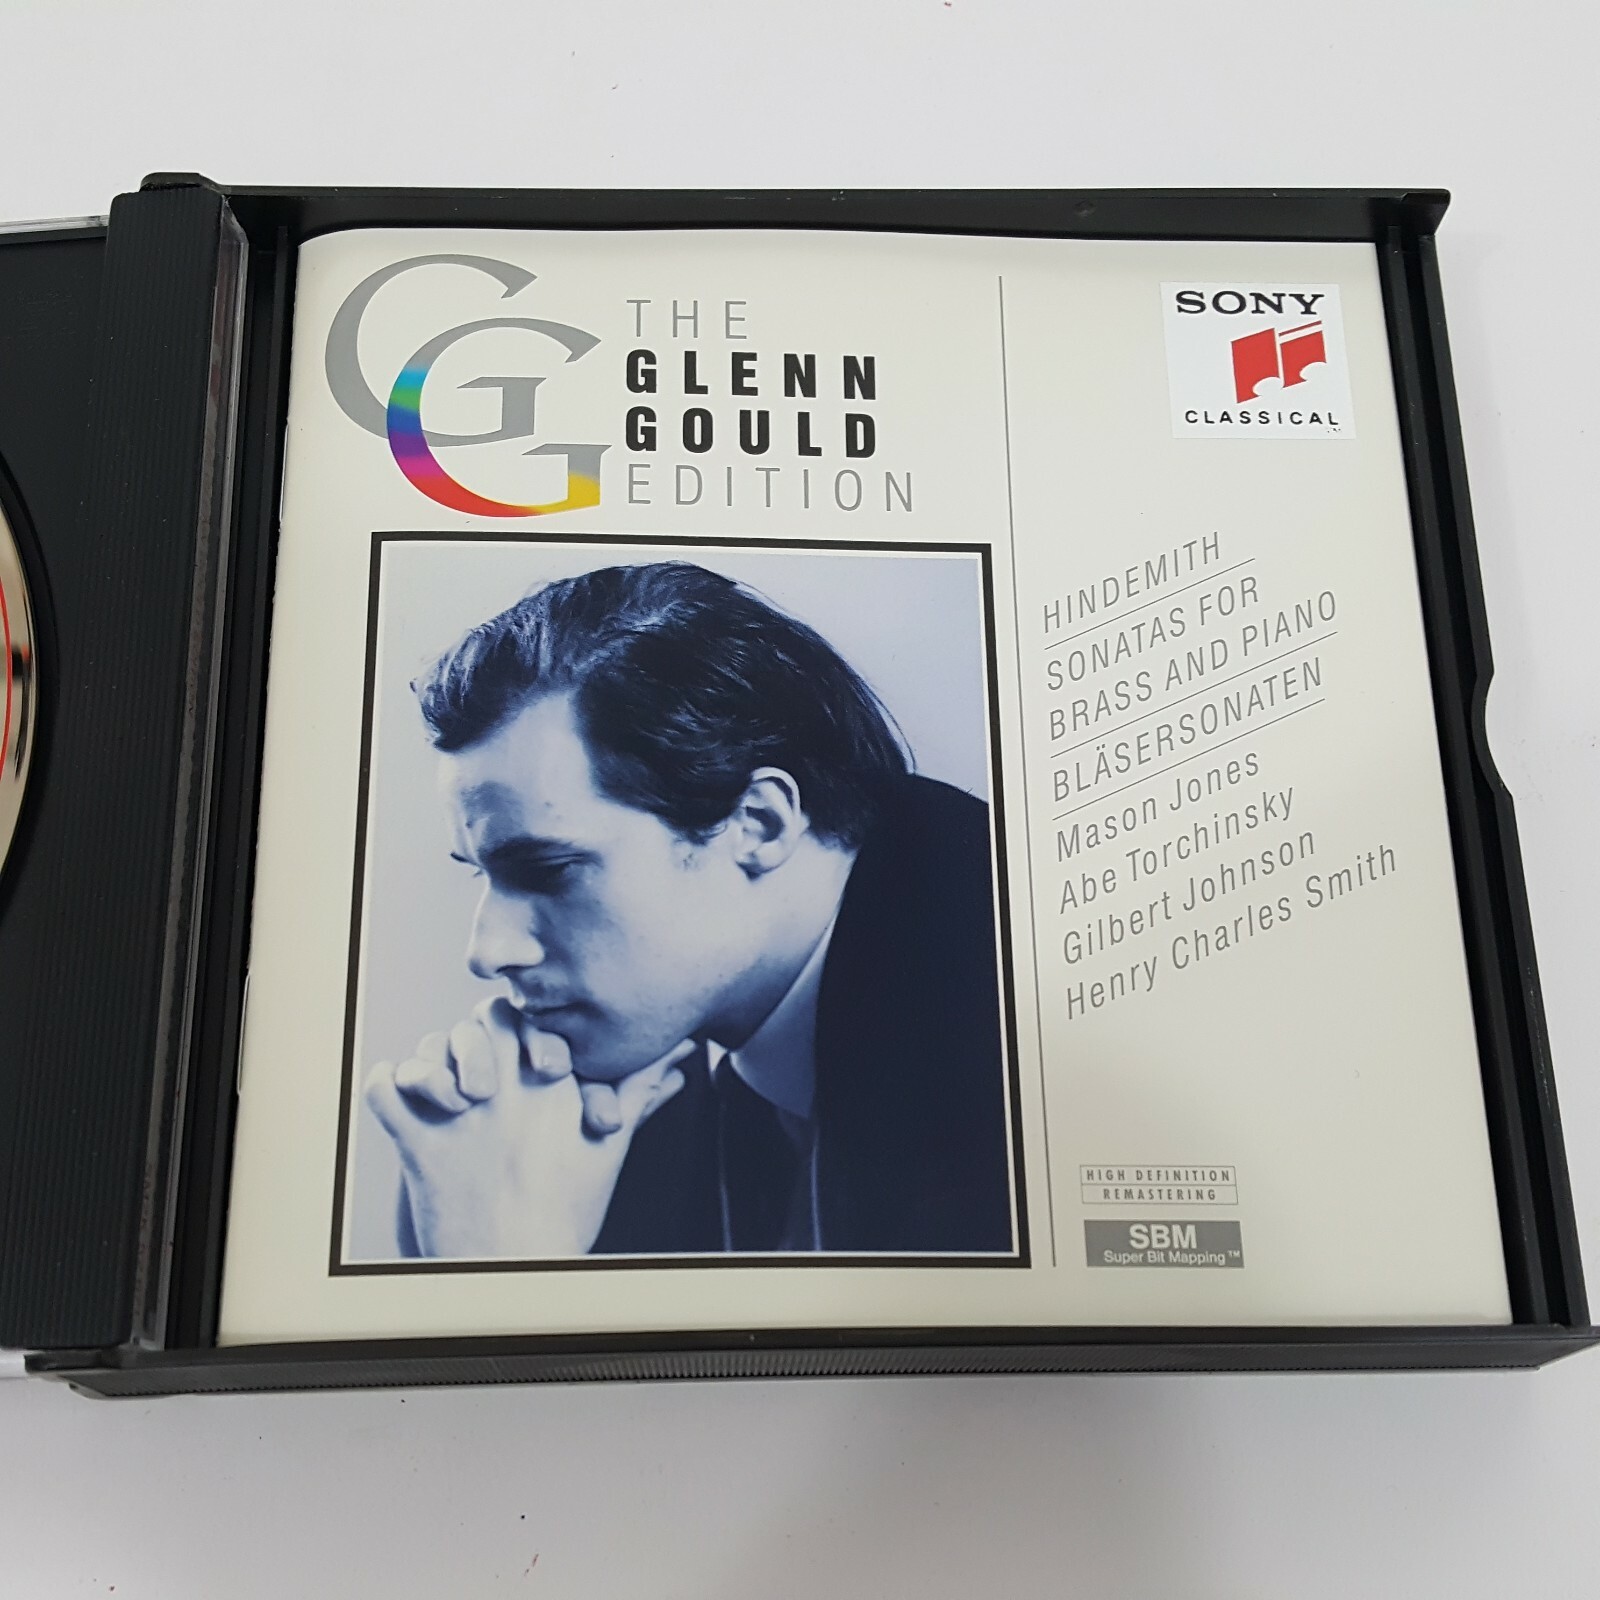 THE
GLENN
GOULD
EDITION
SONY
CLASSICAL
HINDEMITH
SONATAS FOR
BRASS AND PIANO
BLÄSERSONATEN
Mason Jones
Abe Torchinsky
Gilbert Johnson
Henry Charles Smith
HIGH DEFINITION
REMASTERING
SBM
Super Bit Mapping™